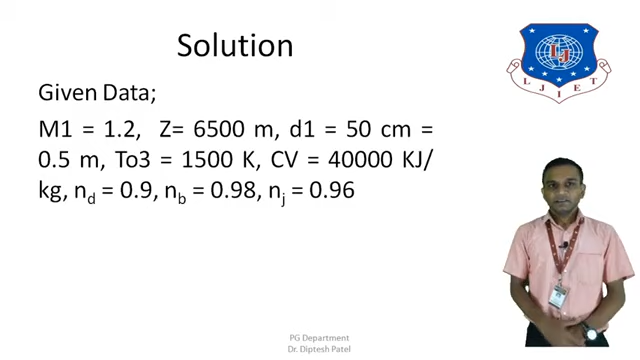 Solution
Given Data;
M1 = 1.2, Z= 6500 m, d1 = 50 cm =
0.5 m, To3 = 1500 K, CV = 40000 KJ/
kg, nd = 0.9, nb = 0.98, nj = 0.96
LJ
LJIET
PG Department
Dr. Diptesh Patel